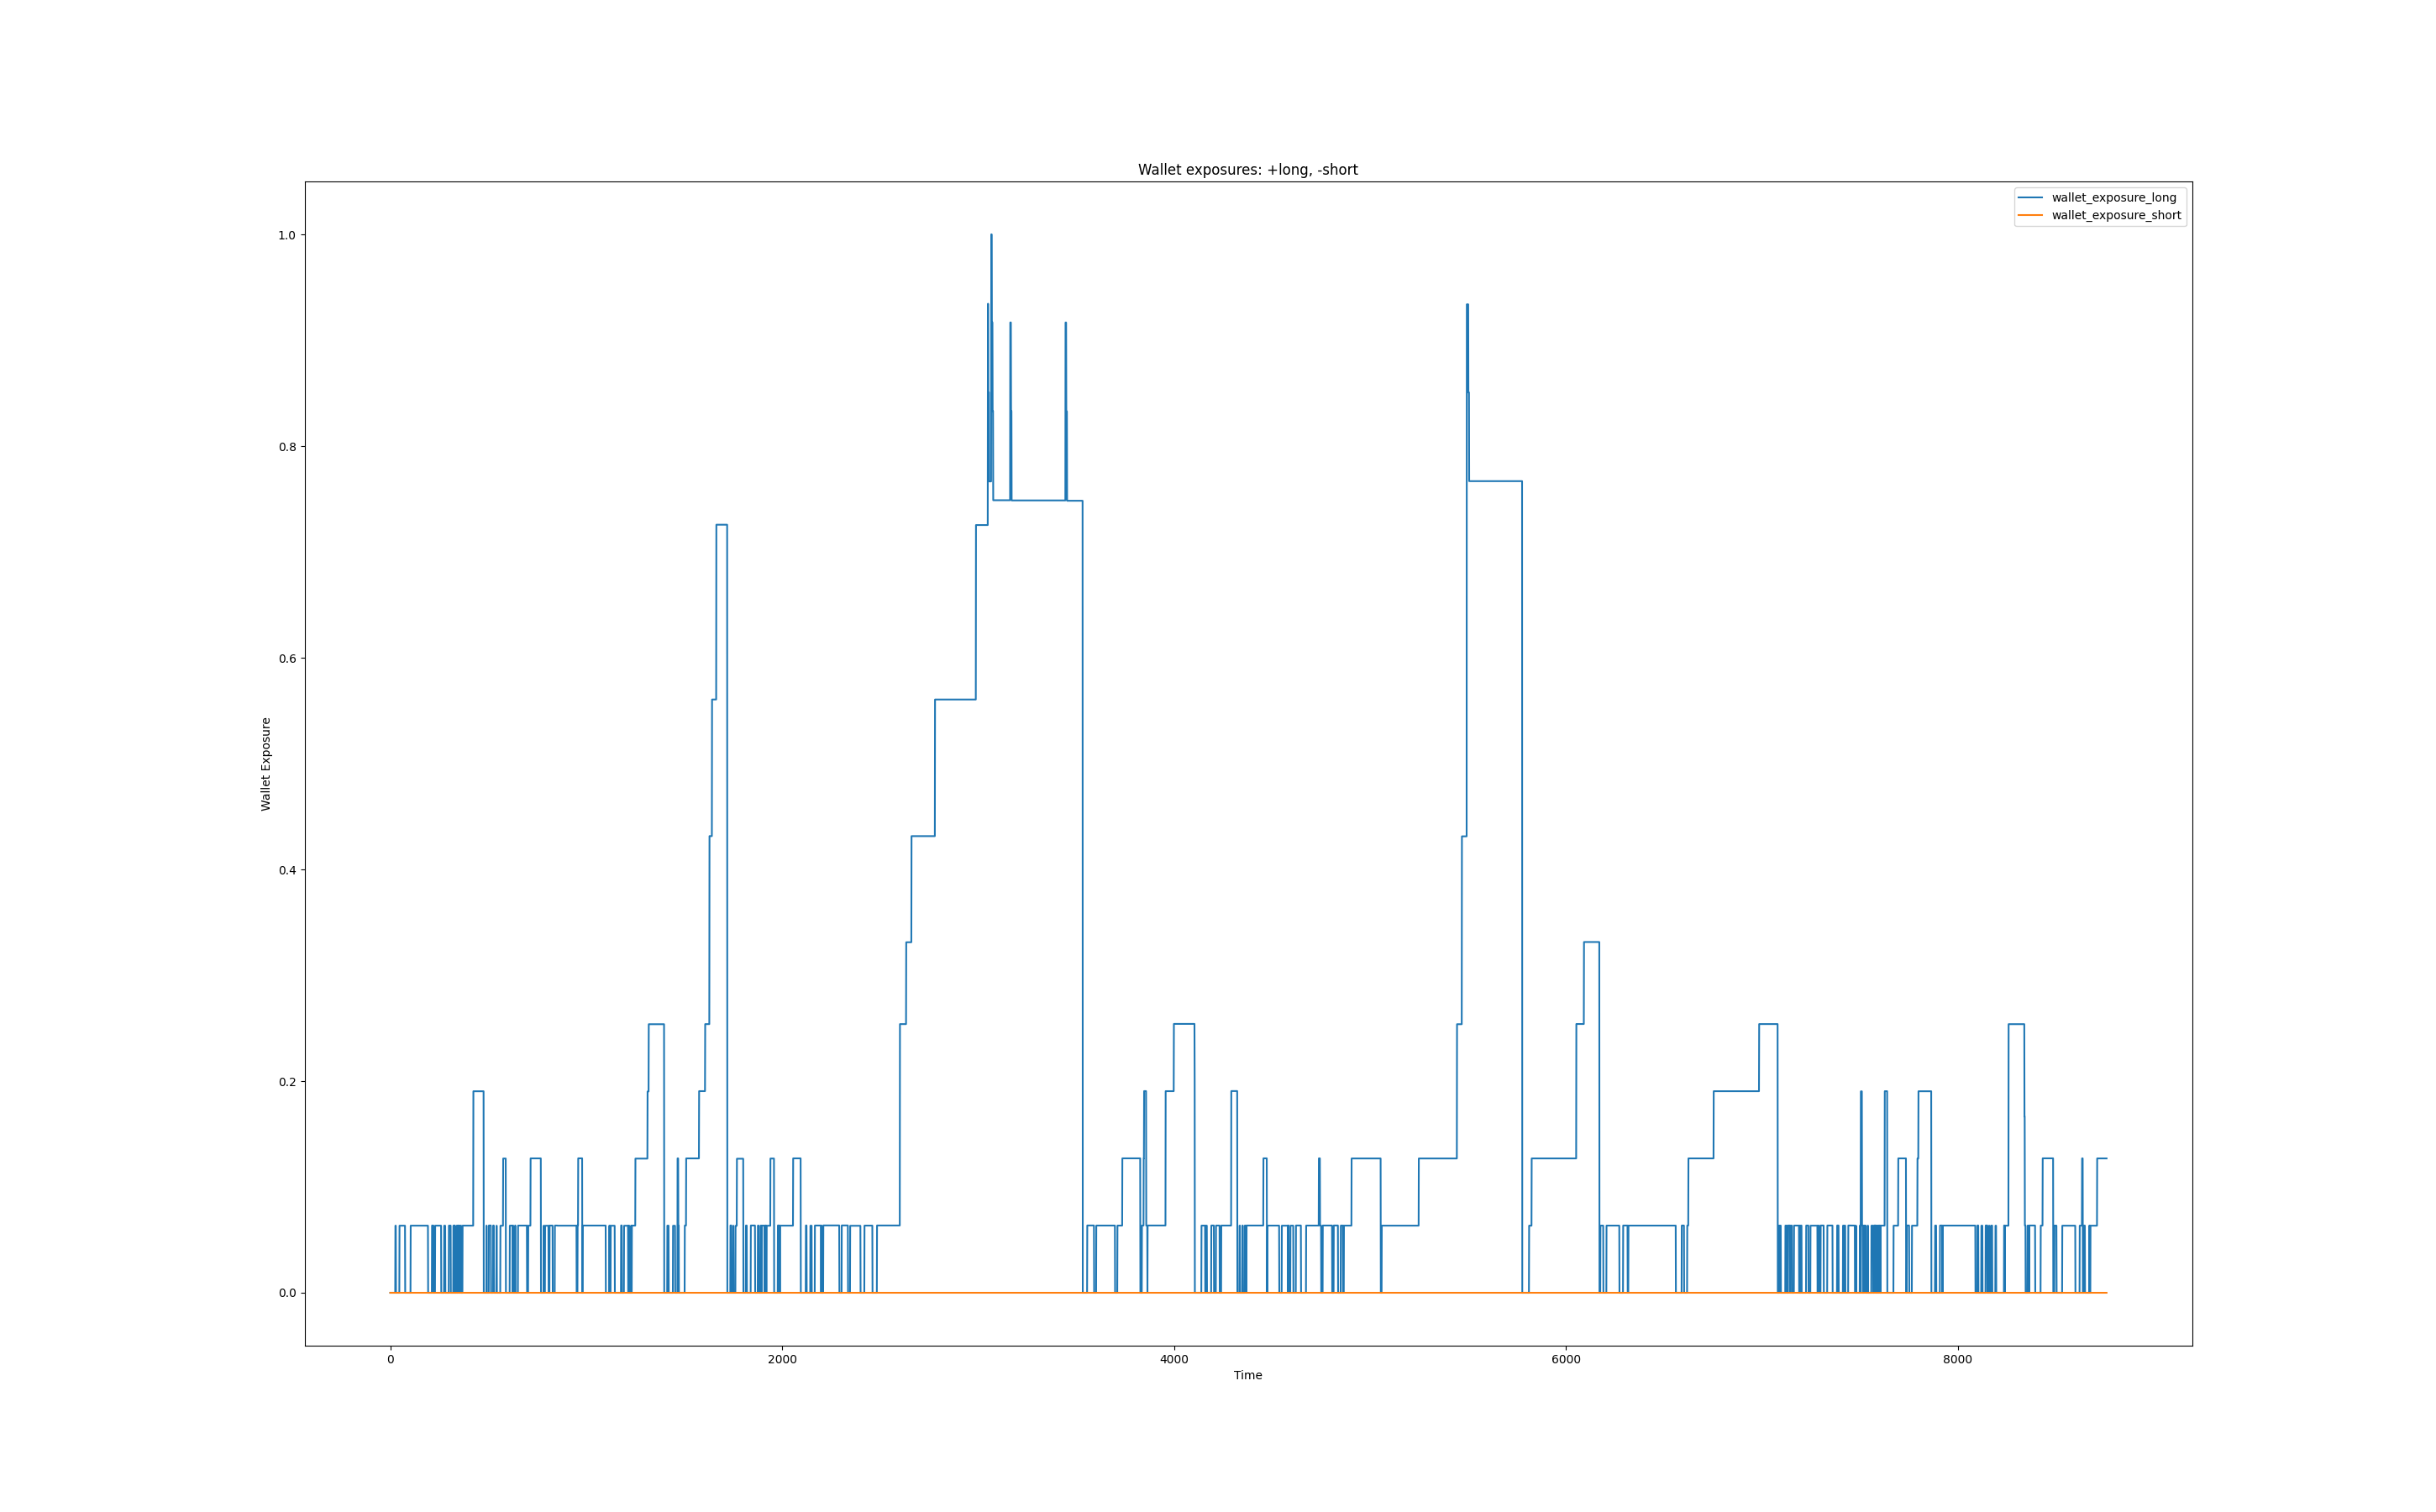 Wallet exposures: +long, -short
wallet_exposure_long
wallet_exposure_short
1.0
0.8
0.6
0.4
0.2
0.0
Wallet Exposure
0 2000 4000 6000 8000
Time